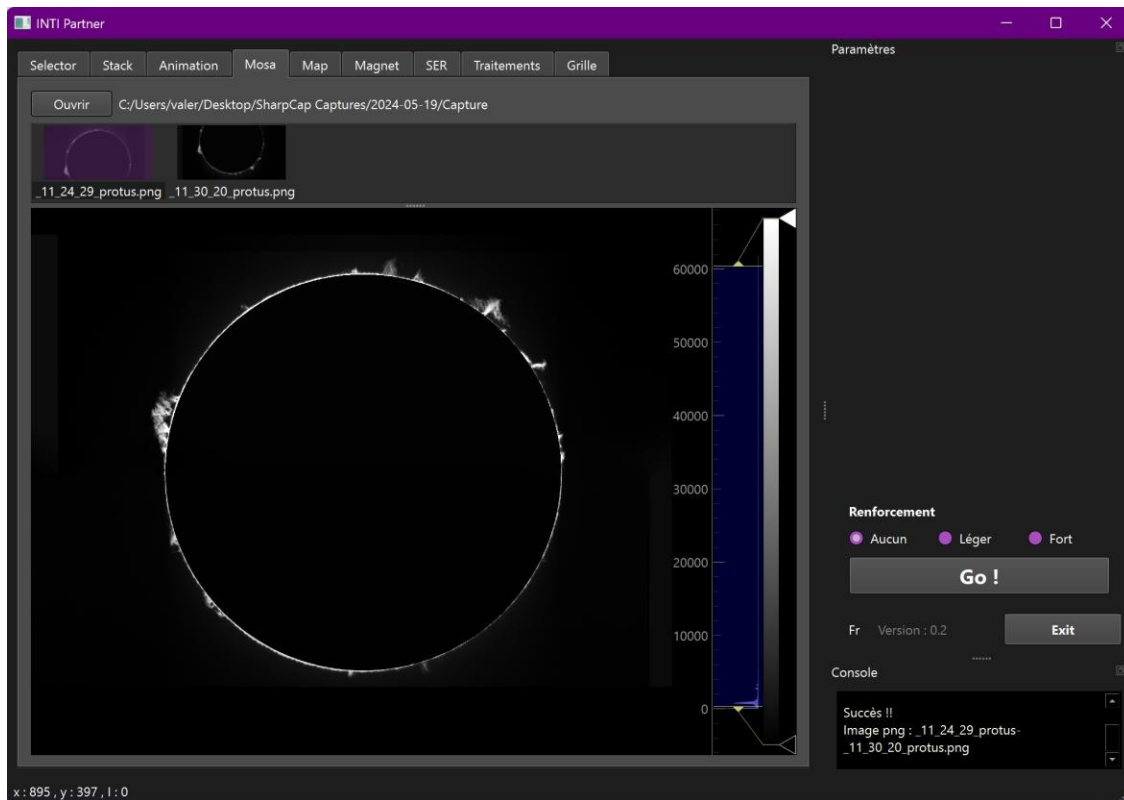 INTI Partner
Selector Stack Animation Mosa Map Magnet SER Traitements Grille
Ouvrir C:/Users/valer/Desktop/SharpCap Captures/2024-05-19/Capture
_11_24_29_protus.png _11_30_20_protus.png
60000
50000
40000
30000
20000
10000
0
Paramètres
Renforcement
Aucun Léger Fort
Go !
Fr Version : 0.2 Exit
Console
Succès !!
Image png : _11_24_29_protus-
_11_30_20_protus.png
x : 895 , y : 397 , I : 0